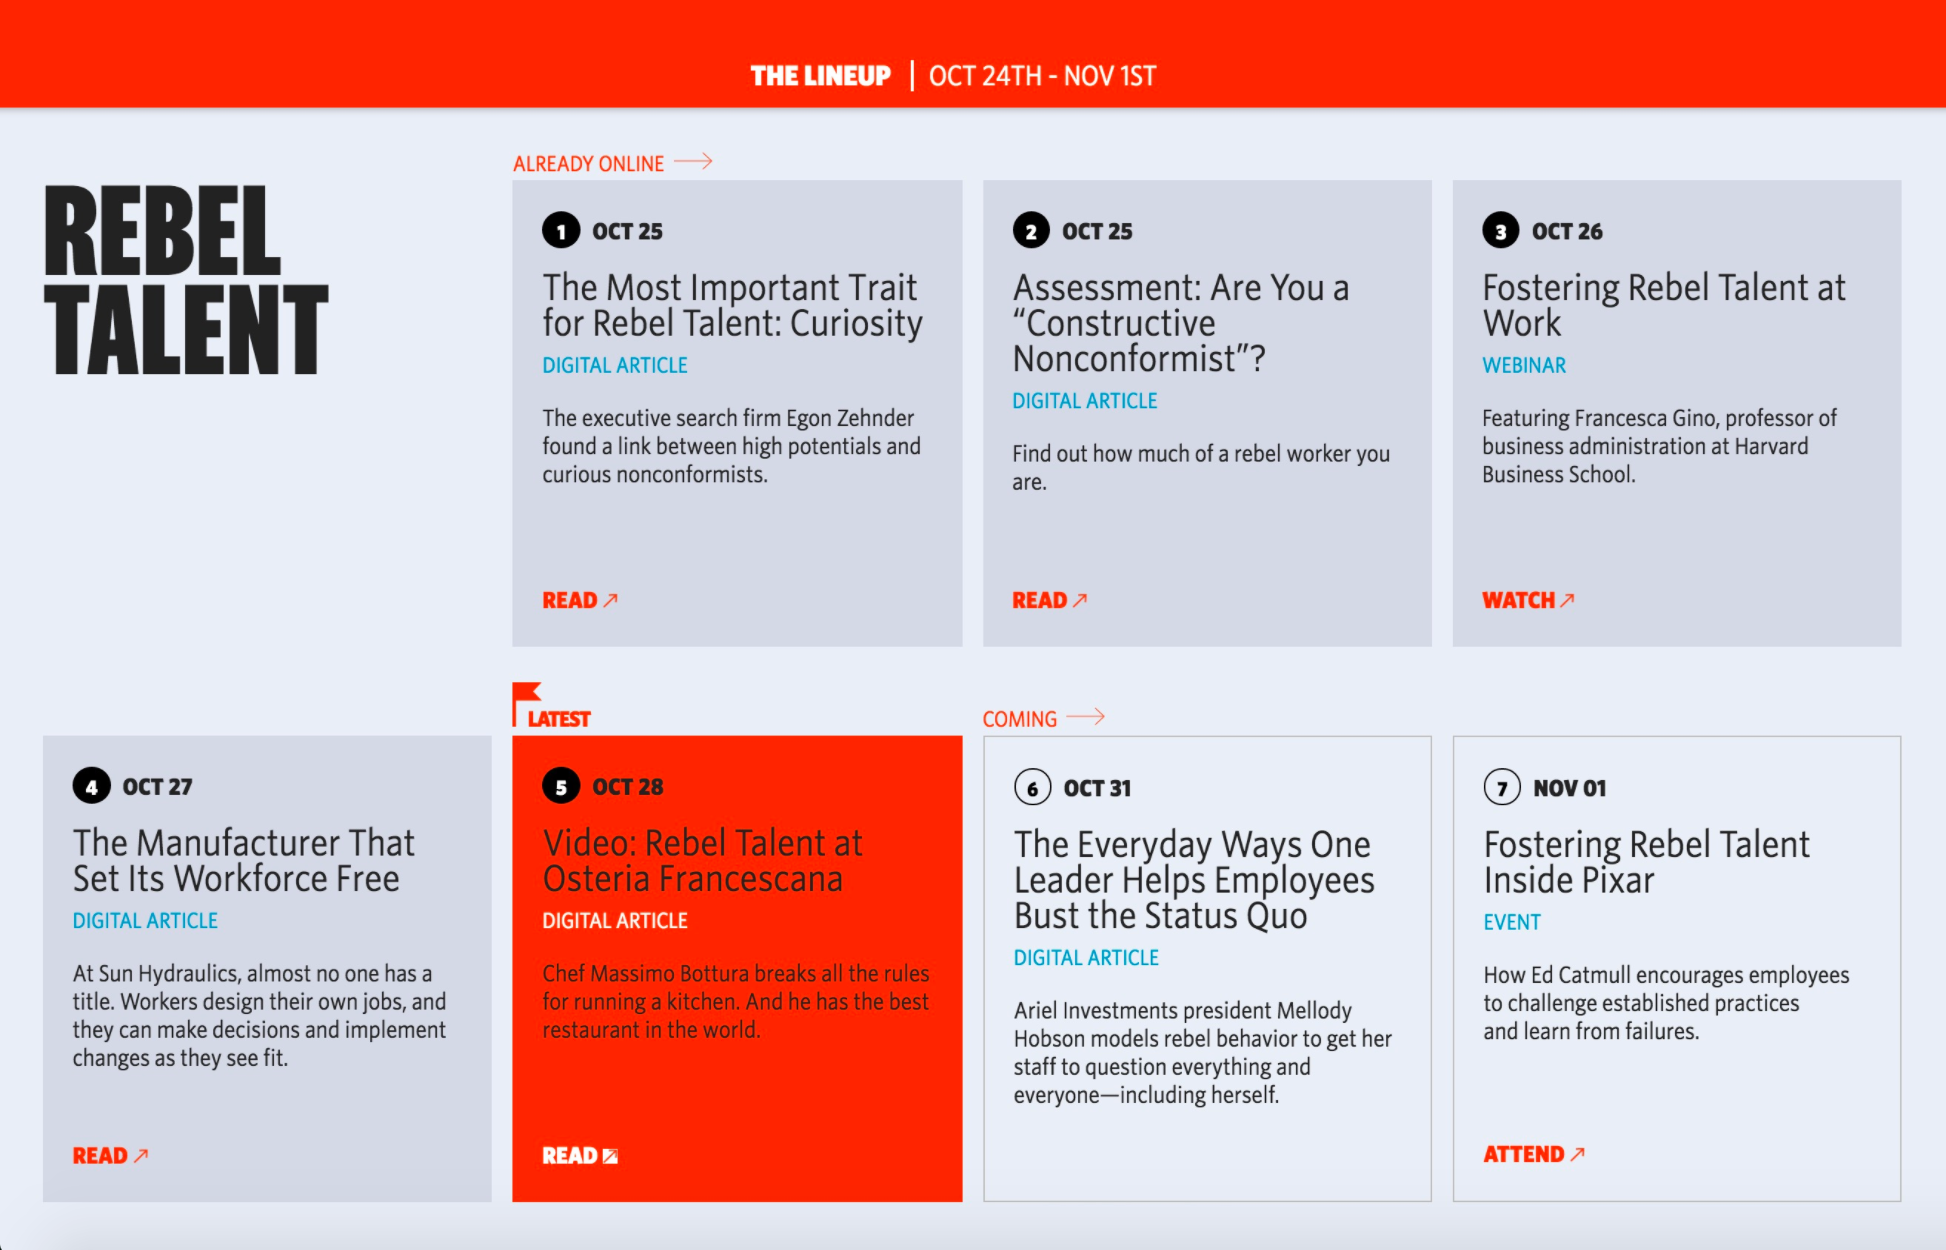 THE LINEUP | OCT 24TH - NOV 1ST
REBEL
TALENT
ALREADY ONLINE
1 OCT 25
The Most Important Trait
for Rebel Talent: Curiosity
DIGITAL ARTICLE
The executive search firm Egon Zehnder
found a link between high potentials and
curious nonconformists.
READ
2 OCT 25
Assessment: Are You a
“Constructive
Nonconformist”?
DIGITAL ARTICLE
Find out how much of a rebel worker you
are.
READ
3 OCT 26
Fostering Rebel Talent at
Work
WEBINAR
Featuring Francesca Gino, professor of
business administration at Harvard
Business School.
WATCH
4 OCT 27
The Manufacturer That
Set Its Workforce Free
DIGITAL ARTICLE
At Sun Hydraulics, almost no one has a
title. Workers design their own jobs, and
they can make decisions and implement
changes as they see fit.
READ
LATEST
5 OCT 28
Video: Rebel Talent at
Osteria Francescana
DIGITAL ARTICLE
Chef Massimo Bottura breaks all the rules
for running a kitchen. And he has the best
restaurant in the world.
READ
COMING
6 OCT 31
The Everyday Ways One
Leader Helps Employees
Bust the Status Quo
DIGITAL ARTICLE
Ariel Investments president Mellody
Hobson models rebel behavior to get her
staff to question everything and
everyone—including herself.
7 NOV 01
Fostering Rebel Talent
Inside Pixar
EVENT
How Ed Catmull encourages employees
to challenge established practices
and learn from failures.
ATTEND